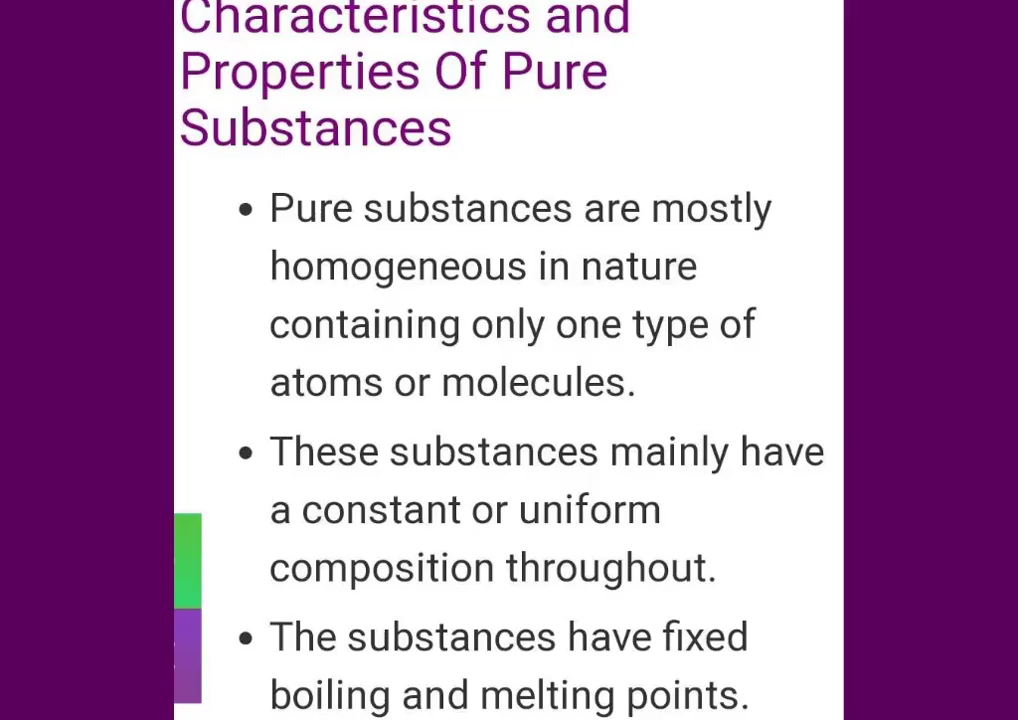 Characteristics and
Properties Of Pure
Substances
• Pure substances are mostly
homogeneous in nature
containing only one type of
atoms or molecules.
• These substances mainly have
a constant or uniform
composition throughout.
• The substances have fixed
boiling and melting points.